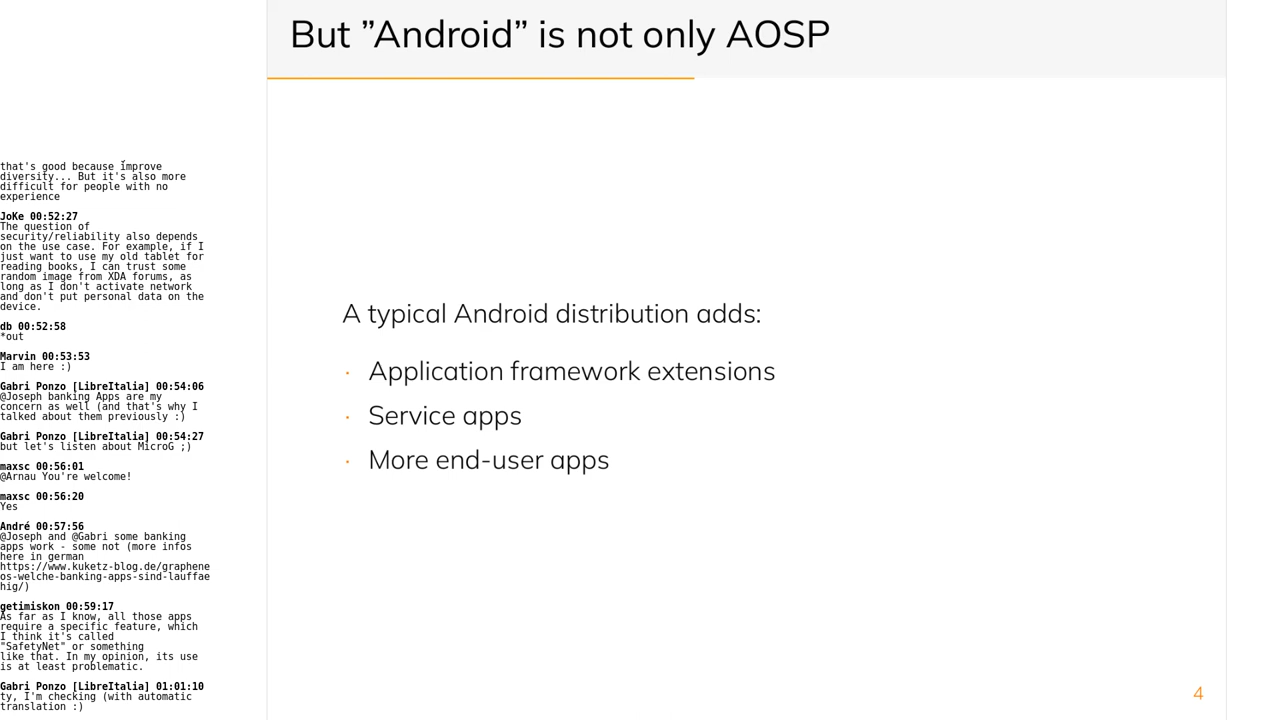 But ”Android” is not only AOSP
that's good because improve
diversity... But it's also more
difficult for people with no
experience
JoKe 00:52:27
The question of
security/reliability also depends
on the use case. For example, if I
just want to use my old tablet for
reading books, I can trust some
random image from XDA forums, as
long as I don't activate network
and don't put personal data on the
device.
db 00:52:58
*out
Marvin 00:53:53
I am here :)
Gabri Ponzo [LibreItalia] 00:54:06
@Joseph banking Apps are my
concern as well (and that's why I
talked about them previously :)
Gabri Ponzo [LibreItalia] 00:54:27
but let's listen about MicroG ;)
maxsc 00:56:01
@Arnau You're welcome!
maxsc 00:56:20
Yes
André 00:57:56
@Joseph and @Gabri some banking
apps work - some not (more infos
here in german
https://www.kuketz-blog.de/graphene
os-welche-banking-apps-sind-lauffae
hig/)
getimiskon 00:59:17
As far as I know, all those apps
require a specific feature, which
I think it's called
"SafetyNet" or something
like that. In my opinion, its use
is at least problematic.
Gabri Ponzo [LibreItalia] 01:01:10
ty, I'm checking (with automatic
translation :)
A typical Android distribution adds:
· Application framework extensions
· Service apps
· More end-user apps
4